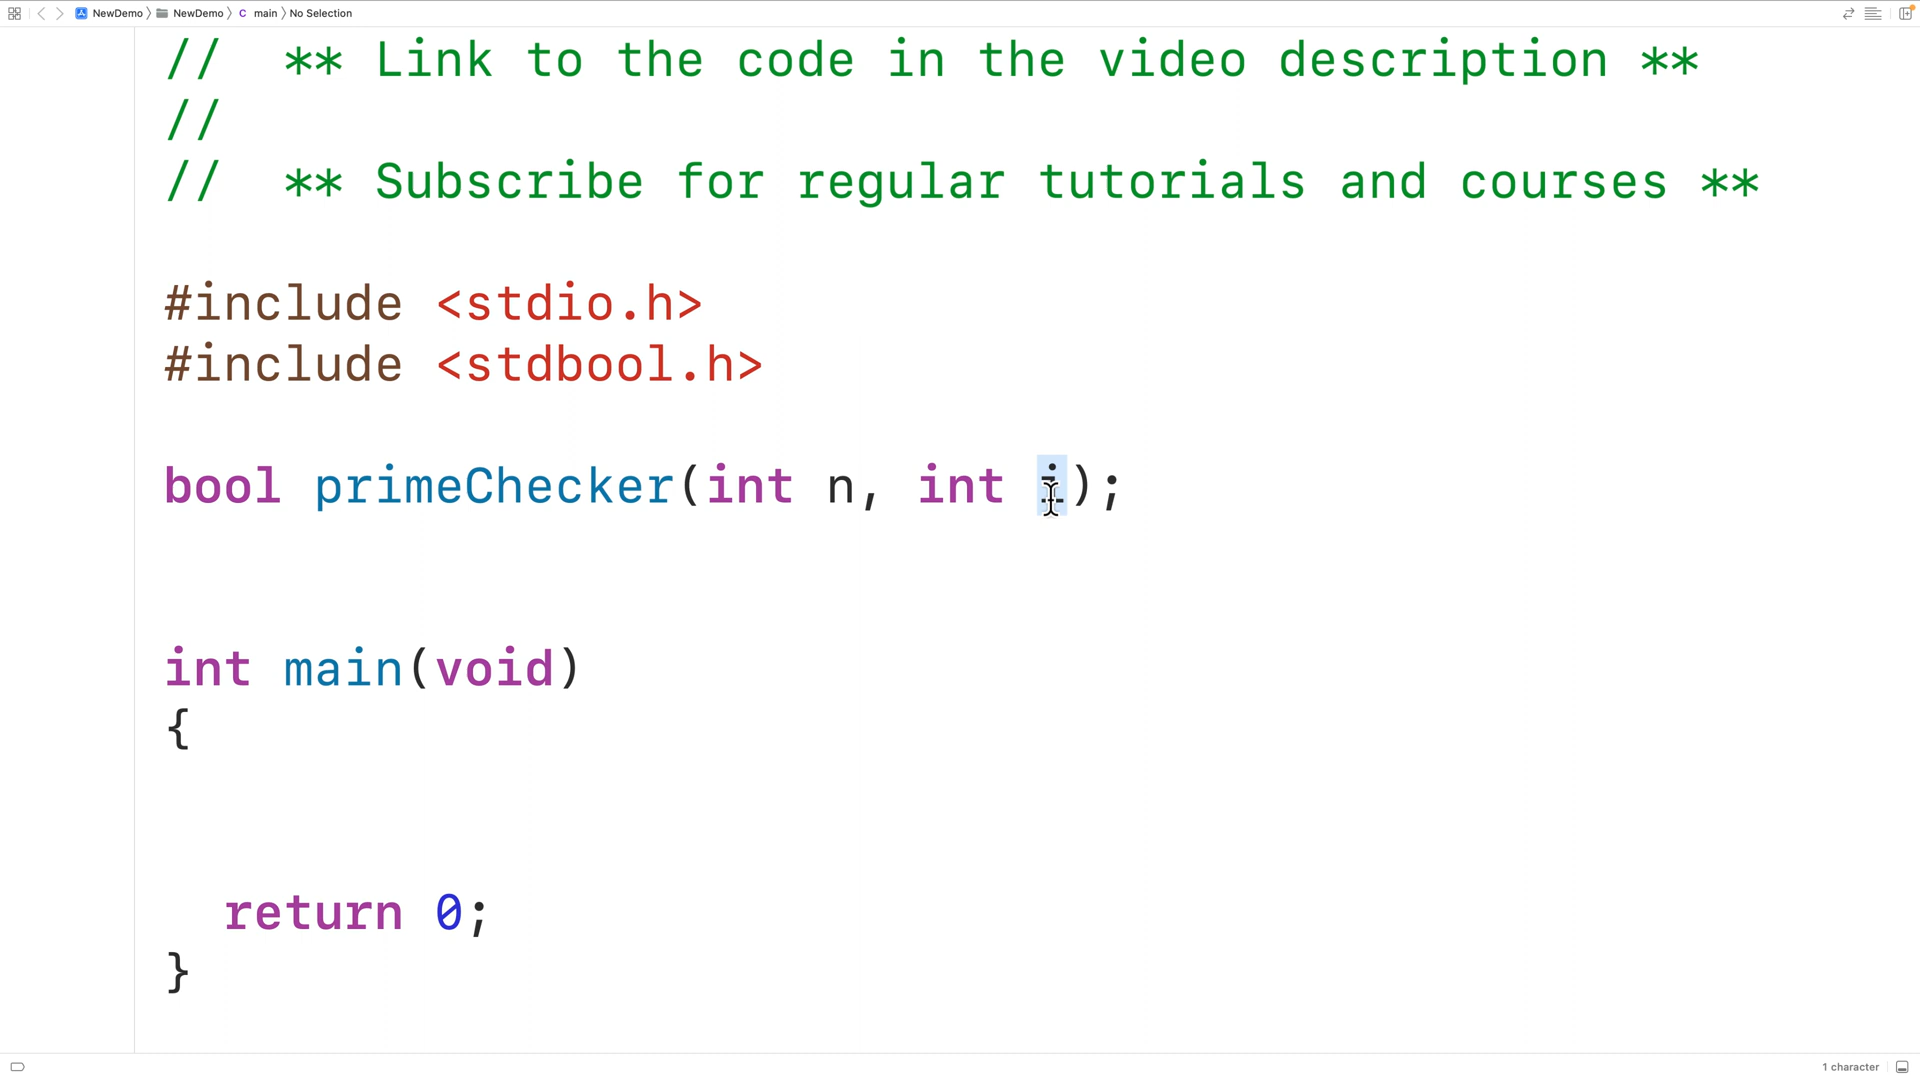 NewDemo 〉 NewDemo 〉 C main 〉 No Selection
//  ** Link to the code in the video description **
//
//  ** Subscribe for regular tutorials and courses **
#include <stdio.h>
#include <stdbool.h>
bool primeChecker(int n, int i);
int main(void)
{
  return 0;
}
1 character